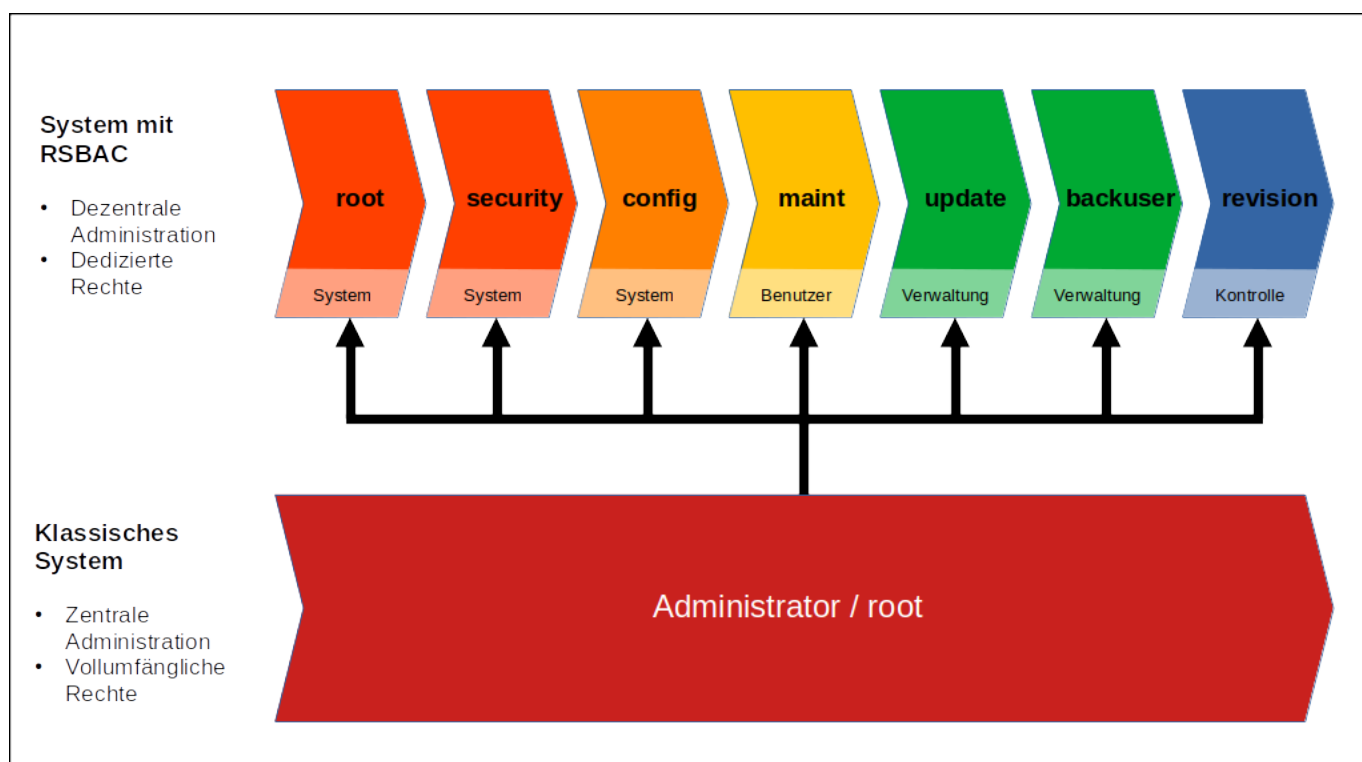 System mit
RSBAC
• Dezentrale
Administration
• Dedizierte
Rechte
root
security
config
maint
update
backuser
revision
System
System
System
Benutzer
Verwaltung
Verwaltung
Kontrolle
Klassisches
System
• Zentrale
Administration
• Vollumfängliche
Rechte
Administrator / root